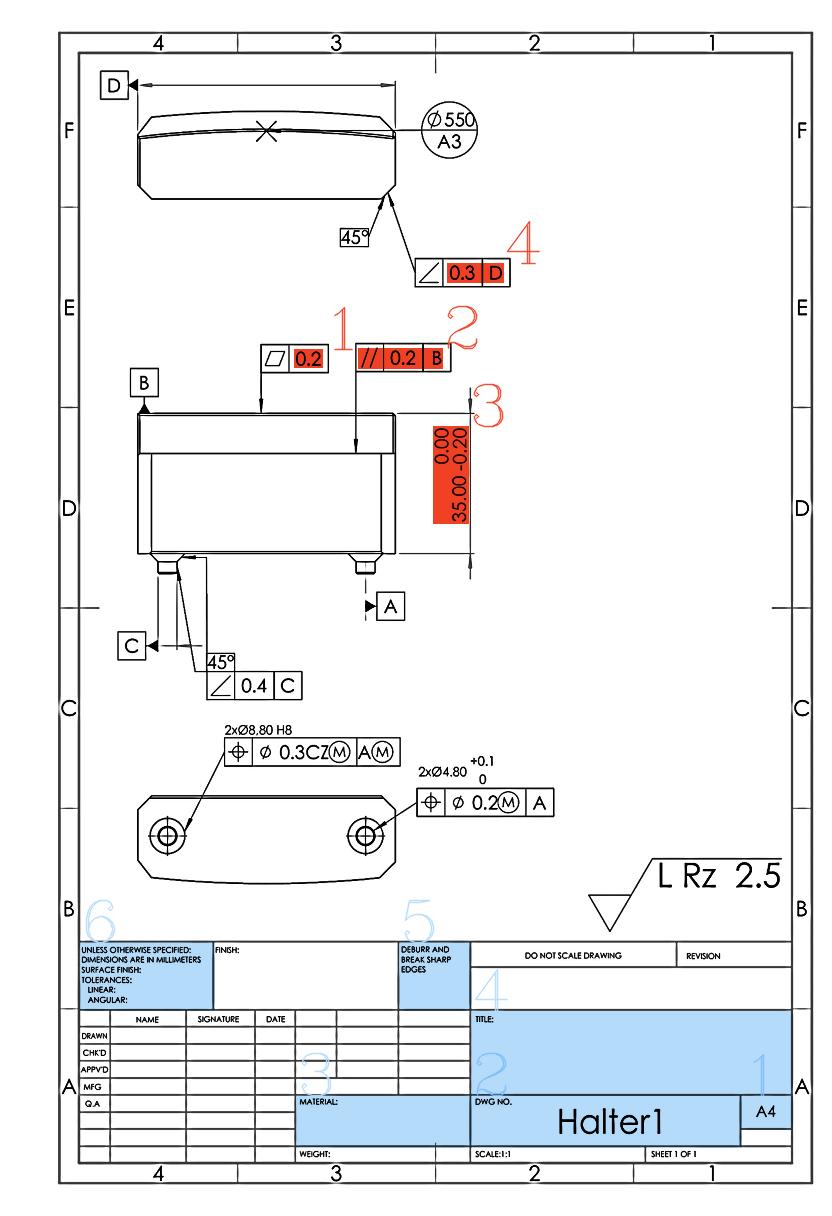 4 3 2 1
D
Ø550
A3
F F
45°
4
0.3 D
E E
1 2
0.2 // 0.2 B
B
3
0.00
35.00 -0.20
D D
A
C
45°
0.4 C
C C
2xØ8,80 H8
⌀ 0.3CZ Ⓜ A Ⓜ
2xØ4.80 +0.1
0
⌀ 0.2 Ⓜ A
L Rz 2.5
B B
6 5
UNLESS OTHERWISE SPECIFIED:
DIMENSIONS ARE IN MILLIMETERS
SURFACE FINISH:
TOLERANCES:
LINEAR:
ANGULAR:
FINISH:
DEBURR AND
BREAK SHARP
EDGES
DO NOT SCALE DRAWING
REVISION
4
NAME SIGNATURE DATE
TITLE:
DRAWN
CHK'D
APPV'D
MFG
Q.A
3 2 1
A A
MATERIAL:
DWG NO.
Halter1
A4
WEIGHT:
SCALE:1:1
SHEET 1 OF 1
4 3 2 1